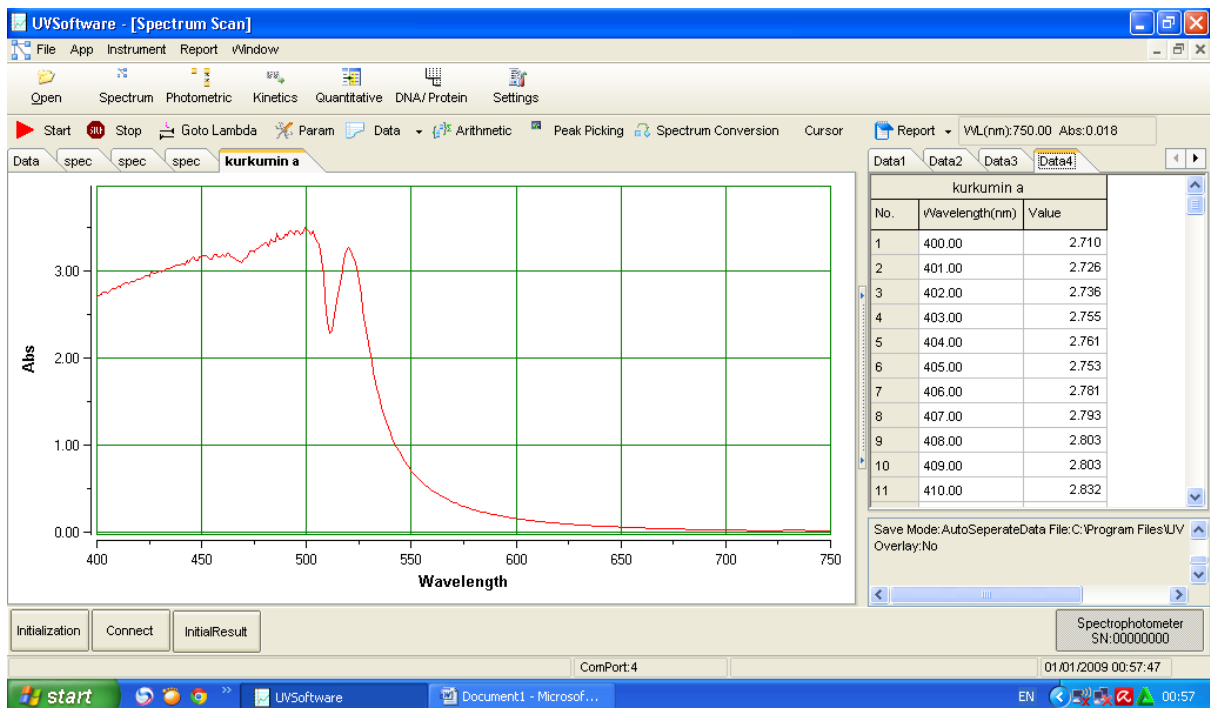 UVSoftware - [Spectrum Scan]
File App Instrument Report Window
Open Spectrum Photometric Kinetics Quantitative DNA/Protein Settings
Start Stop Goto Lambda Param Data Arithmetic Peak Picking Spectrum Conversion Cursor Report WL(nm):750.00 Abs:0.018
Data spec spec spec kurkumin a
Data1 Data2 Data3 Data4
kurkumin a
No. Wavelength(nm) Value
1 400.00 2.710
2 401.00 2.726
3 402.00 2.736
4 403.00 2.755
5 404.00 2.761
6 405.00 2.753
7 406.00 2.781
8 407.00 2.793
9 408.00 2.803
10 409.00 2.803
11 410.00 2.832
3.00
2.00
1.00
0.00
Abs
400 450 500 550 600 650 700 750
Wavelength
Save Mode:AutoSeperateData File:C:\Program Files\UV
Overlay:No
Initialization Connect InitialResult
Spectrophotometer
SN:00000000
ComPort:4
01/01/2009 00:57:47
start UVSoftware Document1 - Microsof... EN 00:57